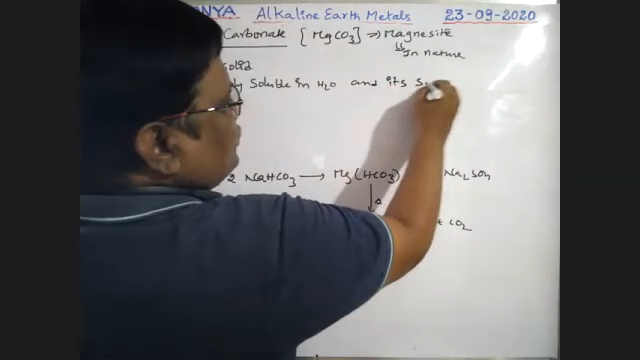 NYA Alkaline Earth Metals 23-09-2020
Carbonate [MgCO3] ⇒ Magnesite
In nature
solid
ly Soluble in H2O and its S
2 NaHCO3 → Mg(HCO3) Na2SO4
↓ Δ
+ CO2